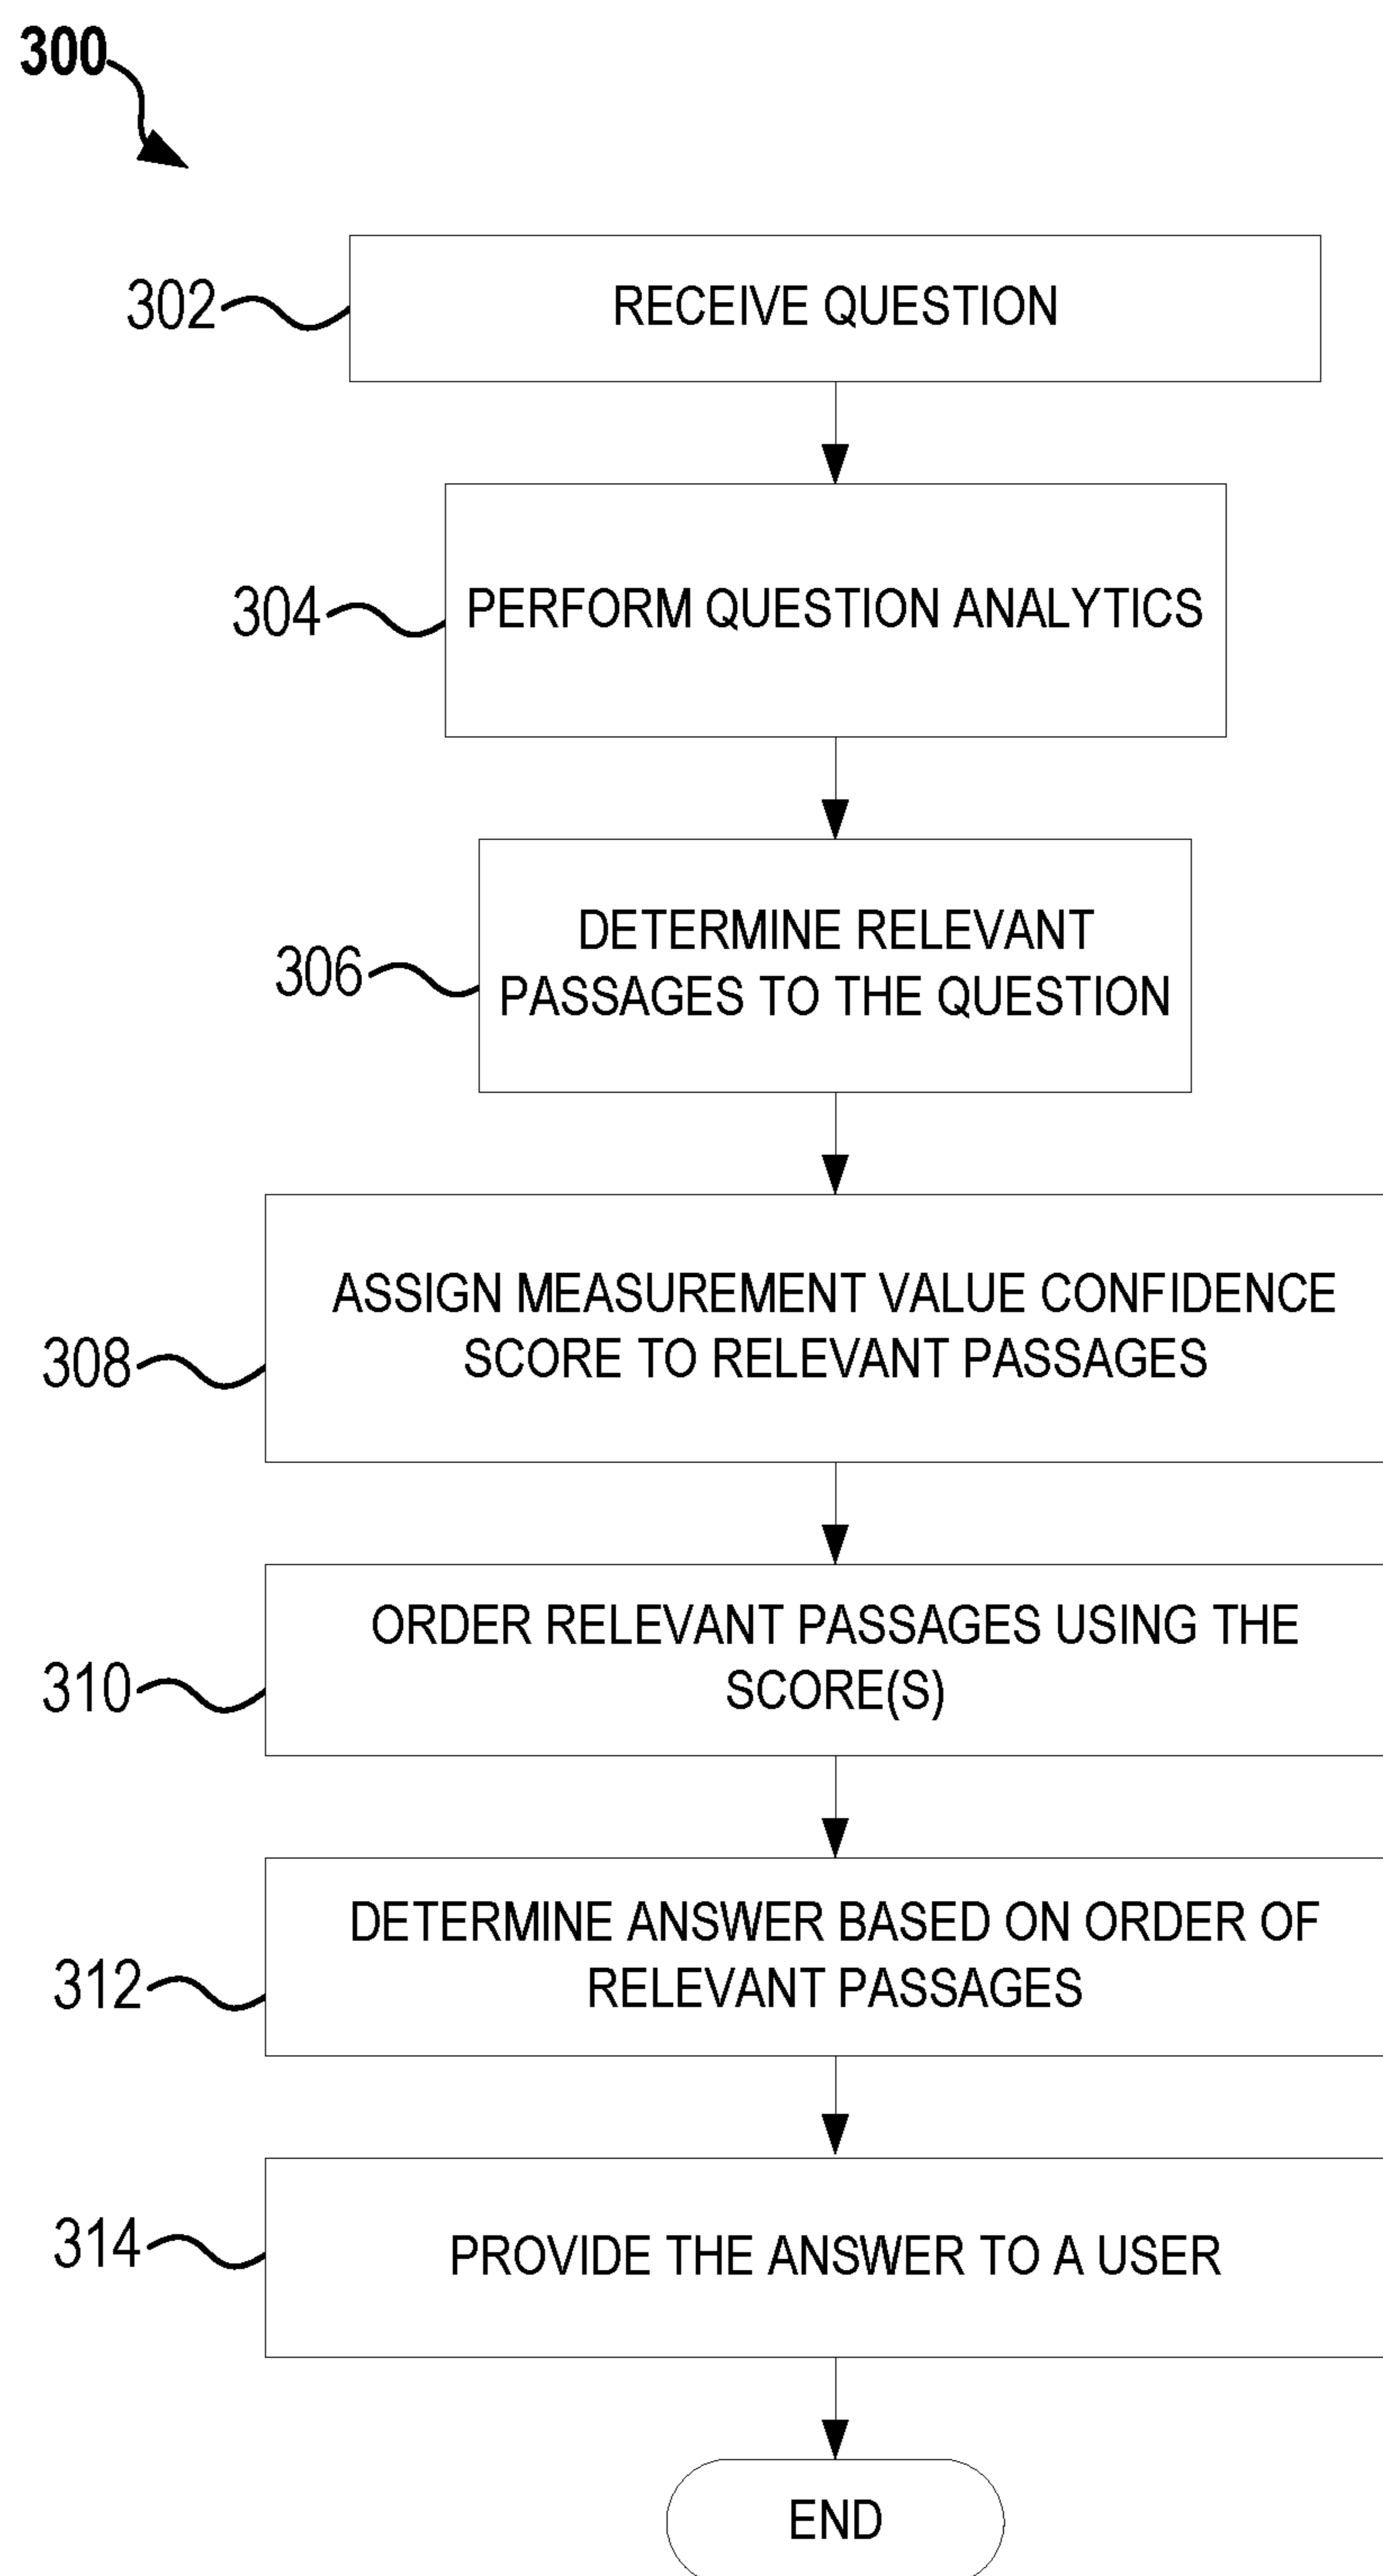 300
302
RECEIVE QUESTION
304
PERFORM QUESTION ANALYTICS
306
DETERMINE RELEVANT
PASSAGES TO THE QUESTION
308
ASSIGN MEASUREMENT VALUE CONFIDENCE
SCORE TO RELEVANT PASSAGES
310
ORDER RELEVANT PASSAGES USING THE
SCORE(S)
312
DETERMINE ANSWER BASED ON ORDER OF
RELEVANT PASSAGES
314
PROVIDE THE ANSWER TO A USER
END